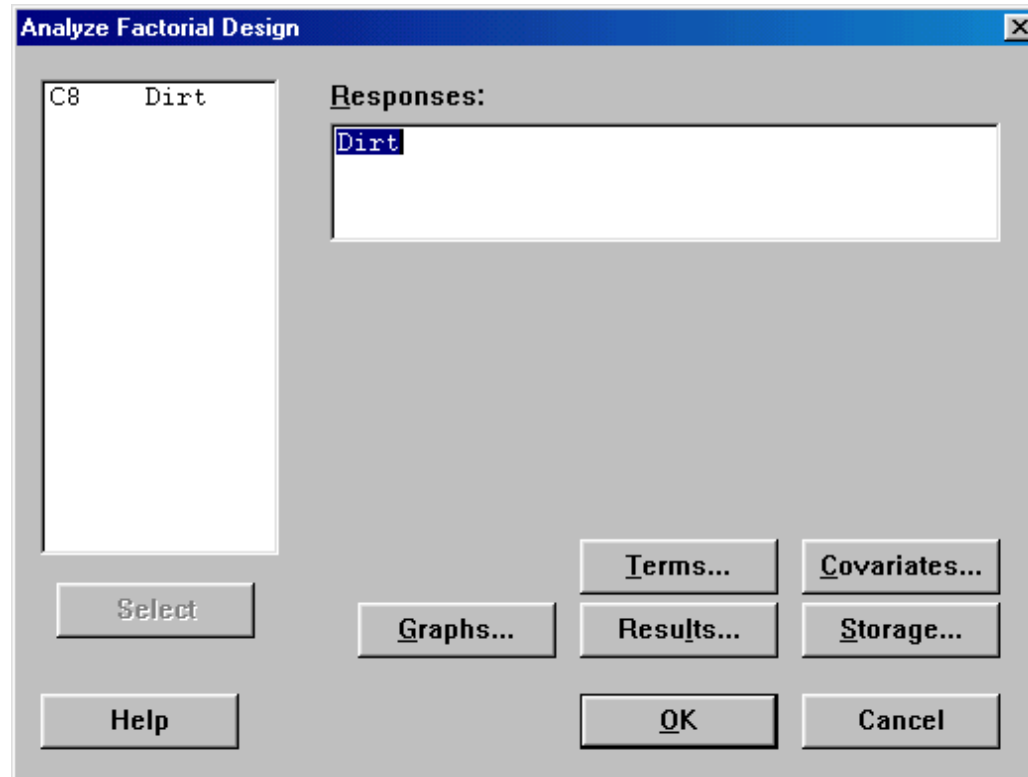 Analyze Factorial Design
C8 Dirt
Responses:
Dirt
Terms...
Covariates...
Select
Graphs...
Results...
Storage...
Help
OK
Cancel